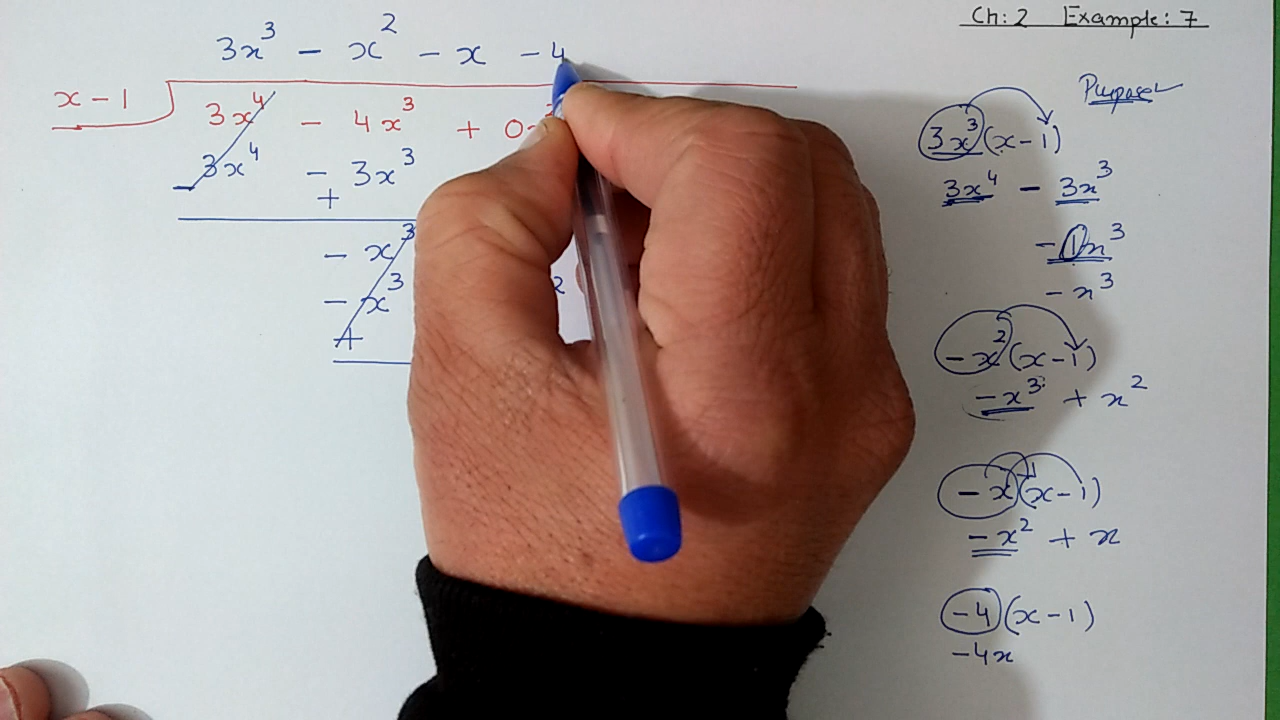 Ch: 2 Example: 7
3x³ - x² - x - 4
x - 1
3x⁴ - 4x³ + 0
3x⁴ - 3x³
- +
- x³
- x³ 2
+
Purpose
3x³(x-1)
3x⁴ - 3x³
- 1x³
- x³
- x²(x-1)
- x³ + x²
- x(x-1)
- x² + x
-4(x-1)
-4x